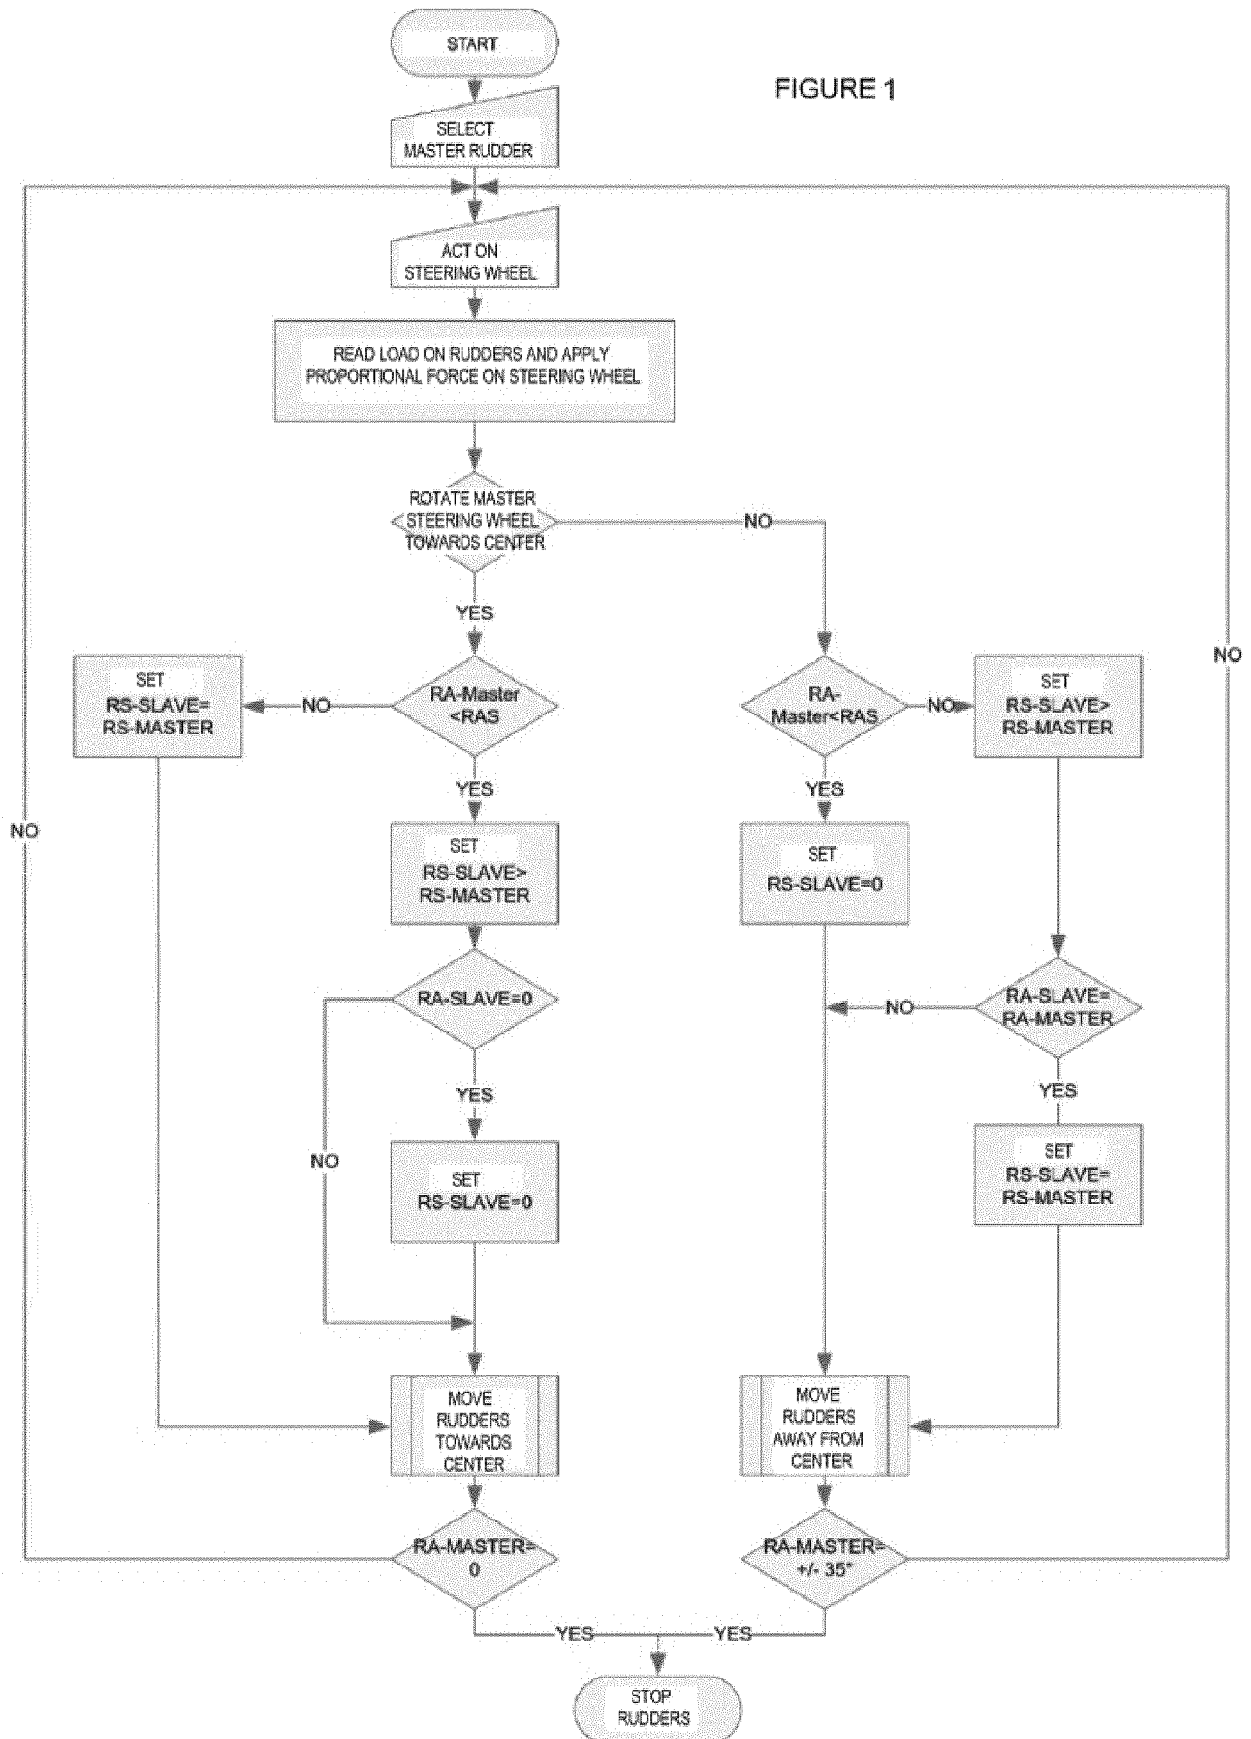 START
FIGURE 1
SELECT
MASTER RUDDER
ACT ON
STEERING WHEEL
READ LOAD ON RUDDERS AND APPLY
PROPORTIONAL FORCE ON STEERING WHEEL
ROTATE MASTER
STEERING WHEEL
TOWARDS CENTER
NO
YES
NO
SET
RS-SLAVE=
RS-MASTER
NO
RA-Master
<RAS
RA-
Master<RAS
NO
SET
RS-SLAVE>
RS-MASTER
YES
YES
NO
SET
RS-SLAVE>
RS-MASTER
SET
RS-SLAVE=0
RA-SLAVE=0
NO
RA-SLAVE=
RA-MASTER
YES
YES
NO
SET
RS-SLAVE=0
SET
RS-SLAVE=
RS-MASTER
MOVE
RUDDERS
TOWARDS
CENTER
MOVE
RUDDERS
AWAY FROM
CENTER
RA-MASTER=
0
RA-MASTER=
+/- 35°
YES
YES
STOP
RUDDERS